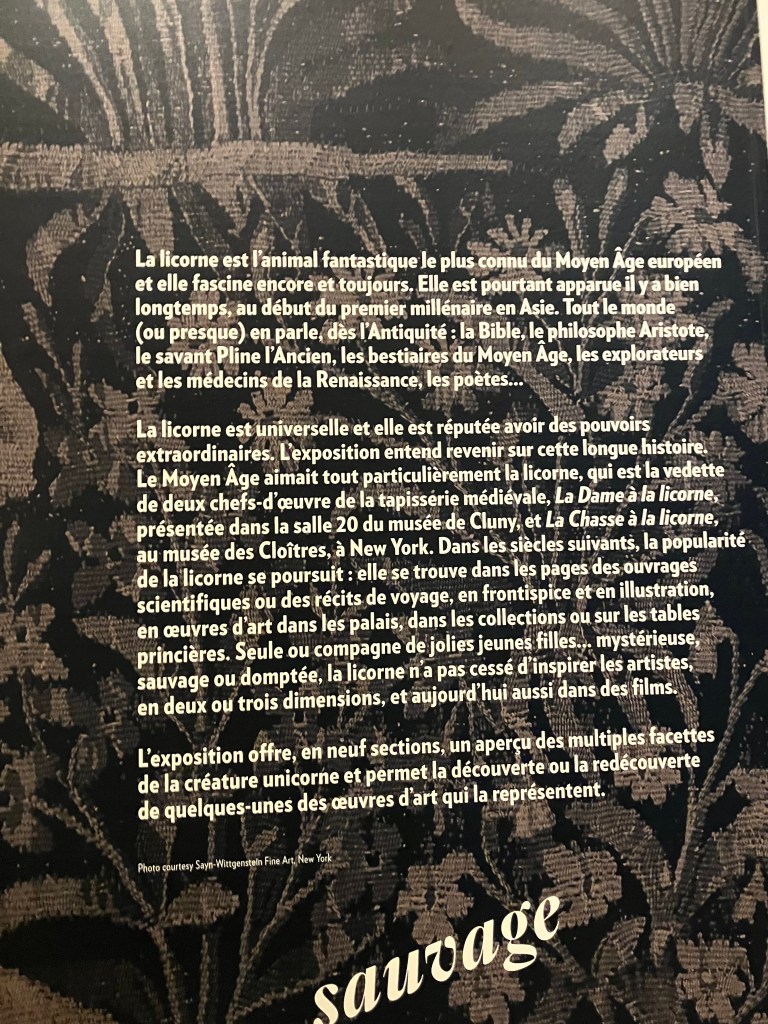 La licorne est l'animal fantastique le plus connu du Moyen Âge européen
et elle fascine encore et toujours. Elle est pourtant apparue il y a bien
longtemps, au début du premier millénaire en Asie. Tout le monde
(ou presque) en parle, dès l'Antiquité : la Bible, le philosophe Aristote,
le savant Pline l'Ancien, les bestiaires du Moyen Âge, les explorateurs
et les médecins de la Renaissance, les poètes...
La licorne est universelle et elle est réputée avoir des pouvoirs
extraordinaires. L'exposition entend revenir sur cette longue histoire.
Le Moyen Âge aimait tout particulièrement la licorne, qui est la vedette
de deux chefs-d'œuvre de la tapisserie médiévale, La Dame à la licorne,
présentée dans la salle 20 du musée de Cluny, et La Chasse à la licorne,
au musée des Cloîtres, à New York. Dans les siècles suivants, la popularité
de la licorne se poursuit : elle se trouve dans les pages des ouvrages
scientifiques ou des récits de voyage, en frontispice et en illustration,
en œuvres d'art dans les palais, dans les collections ou sur les tables
princières. Seule ou compagne de jolies jeunes filles... mystérieuse,
sauvage ou domptée, la licorne n'a pas cessé d'inspirer les artistes,
en deux ou trois dimensions, et aujourd'hui aussi dans des films.
L'exposition offre, en neuf sections, un aperçu des multiples facettes
de la créature unicorne et permet la découverte ou la redécouverte
de quelques-unes des œuvres d'art qui la représentent.
Photo courtesy Sayn-Wittgenstein Fine Art, New York
sauvage